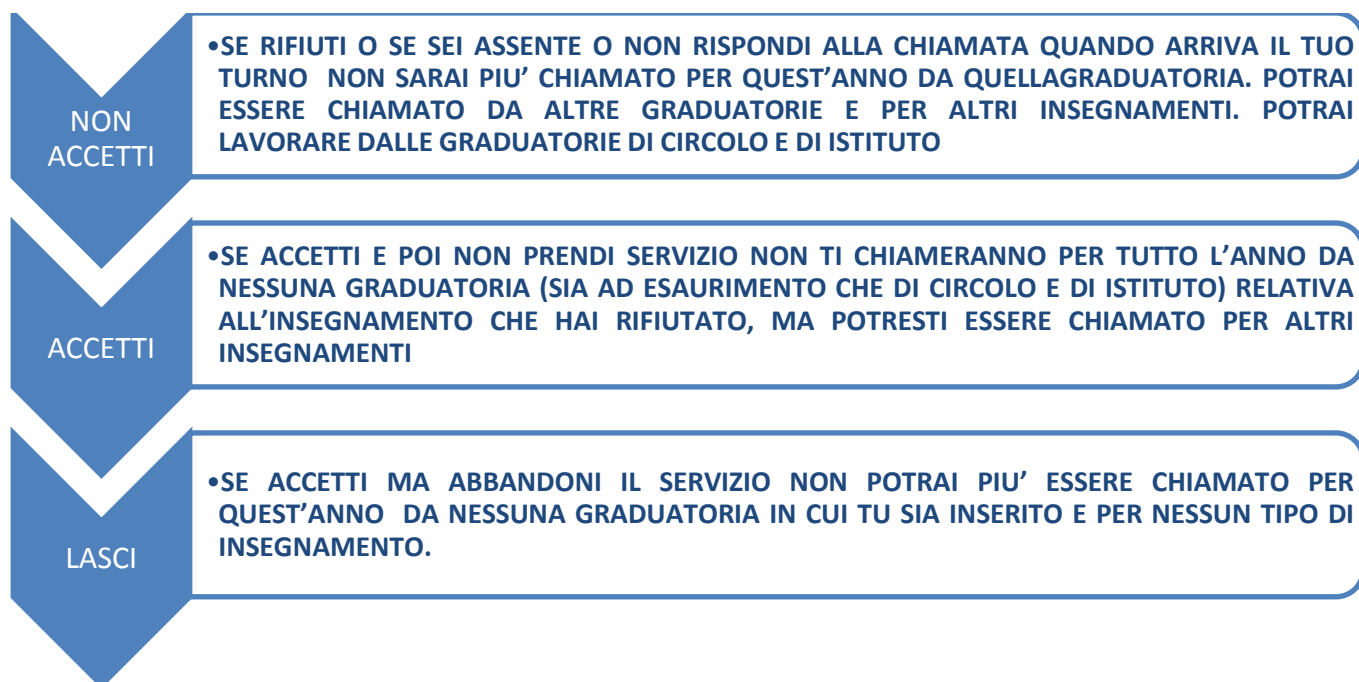 NON
ACCETTI
•SE RIFIUTI O SE SEI ASSENTE O NON RISPONDI ALLA CHIAMATA QUANDO ARRIVA IL TUO
TURNO NON SARAI PIU' CHIAMATO PER QUEST'ANNO DA QUELLAGRADUATORIA. POTRAI
ESSERE CHIAMATO DA ALTRE GRADUATORIE E PER ALTRI INSEGNAMENTI. POTRAI
LAVORARE DALLE GRADUATORIE DI CIRCOLO E DI ISTITUTO
ACCETTI
•SE ACCETTI E POI NON PRENDI SERVIZIO NON TI CHIAMERANNO PER TUTTO L'ANNO DA
NESSUNA GRADUATORIA (SIA AD ESAURIMENTO CHE DI CIRCOLO E DI ISTITUTO) RELATIVA
ALL'INSEGNAMENTO CHE HAI RIFIUTATO, MA POTRESTI ESSERE CHIAMATO PER ALTRI
INSEGNAMENTI
LASCI
•SE ACCETTI MA ABBANDONI IL SERVIZIO NON POTRAI PIU' ESSERE CHIAMATO PER
QUEST'ANNO DA NESSUNA GRADUATORIA IN CUI TU SIA INSERITO E PER NESSUN TIPO DI
INSEGNAMENTO.